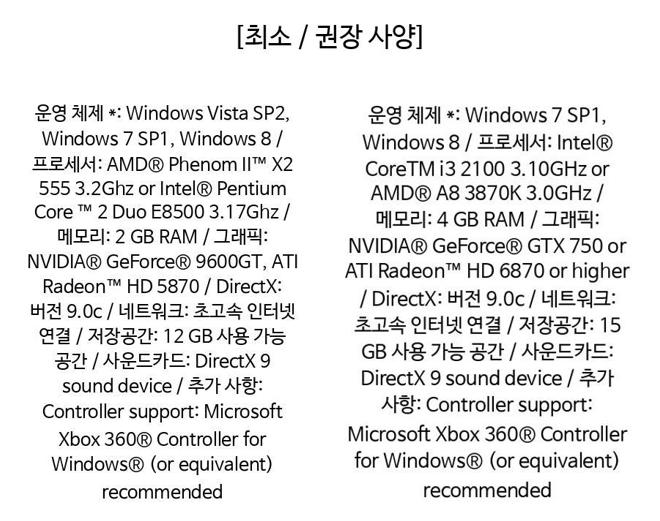 [최소 / 권장 사양]
운영 체제 *: Windows Vista SP2,
Windows 7 SP1, Windows 8 /
프로세서: AMD® Phenom II™ X2
555 3.2Ghz or Intel® Pentium
Core ™ 2 Duo E8500 3.17Ghz /
메모리: 2 GB RAM / 그래픽:
NVIDIA® GeForce® 9600GT, ATI
Radeon™ HD 5870 / DirectX:
버전 9.0c / 네트워크: 초고속 인터넷
연결 / 저장공간: 12 GB 사용 가능
공간 / 사운드카드: DirectX 9
sound device / 추가 사항:
Controller support: Microsoft
Xbox 360® Controller for
Windows® (or equivalent)
recommended
운영 체제 *: Windows 7 SP1,
Windows 8 / 프로세서: Intel®
CoreTM i3 2100 3.10GHz or
AMD® A8 3870K 3.0GHz /
메모리: 4 GB RAM / 그래픽:
NVIDIA® GeForce® GTX 750 or
ATI Radeon™ HD 6870 or higher
/ DirectX: 버전 9.0c / 네트워크:
초고속 인터넷 연결 / 저장공간: 15
GB 사용 가능 공간 / 사운드카드:
DirectX 9 sound device / 추가
사항: Controller support:
Microsoft Xbox 360® Controller
for Windows® (or equivalent)
recommended